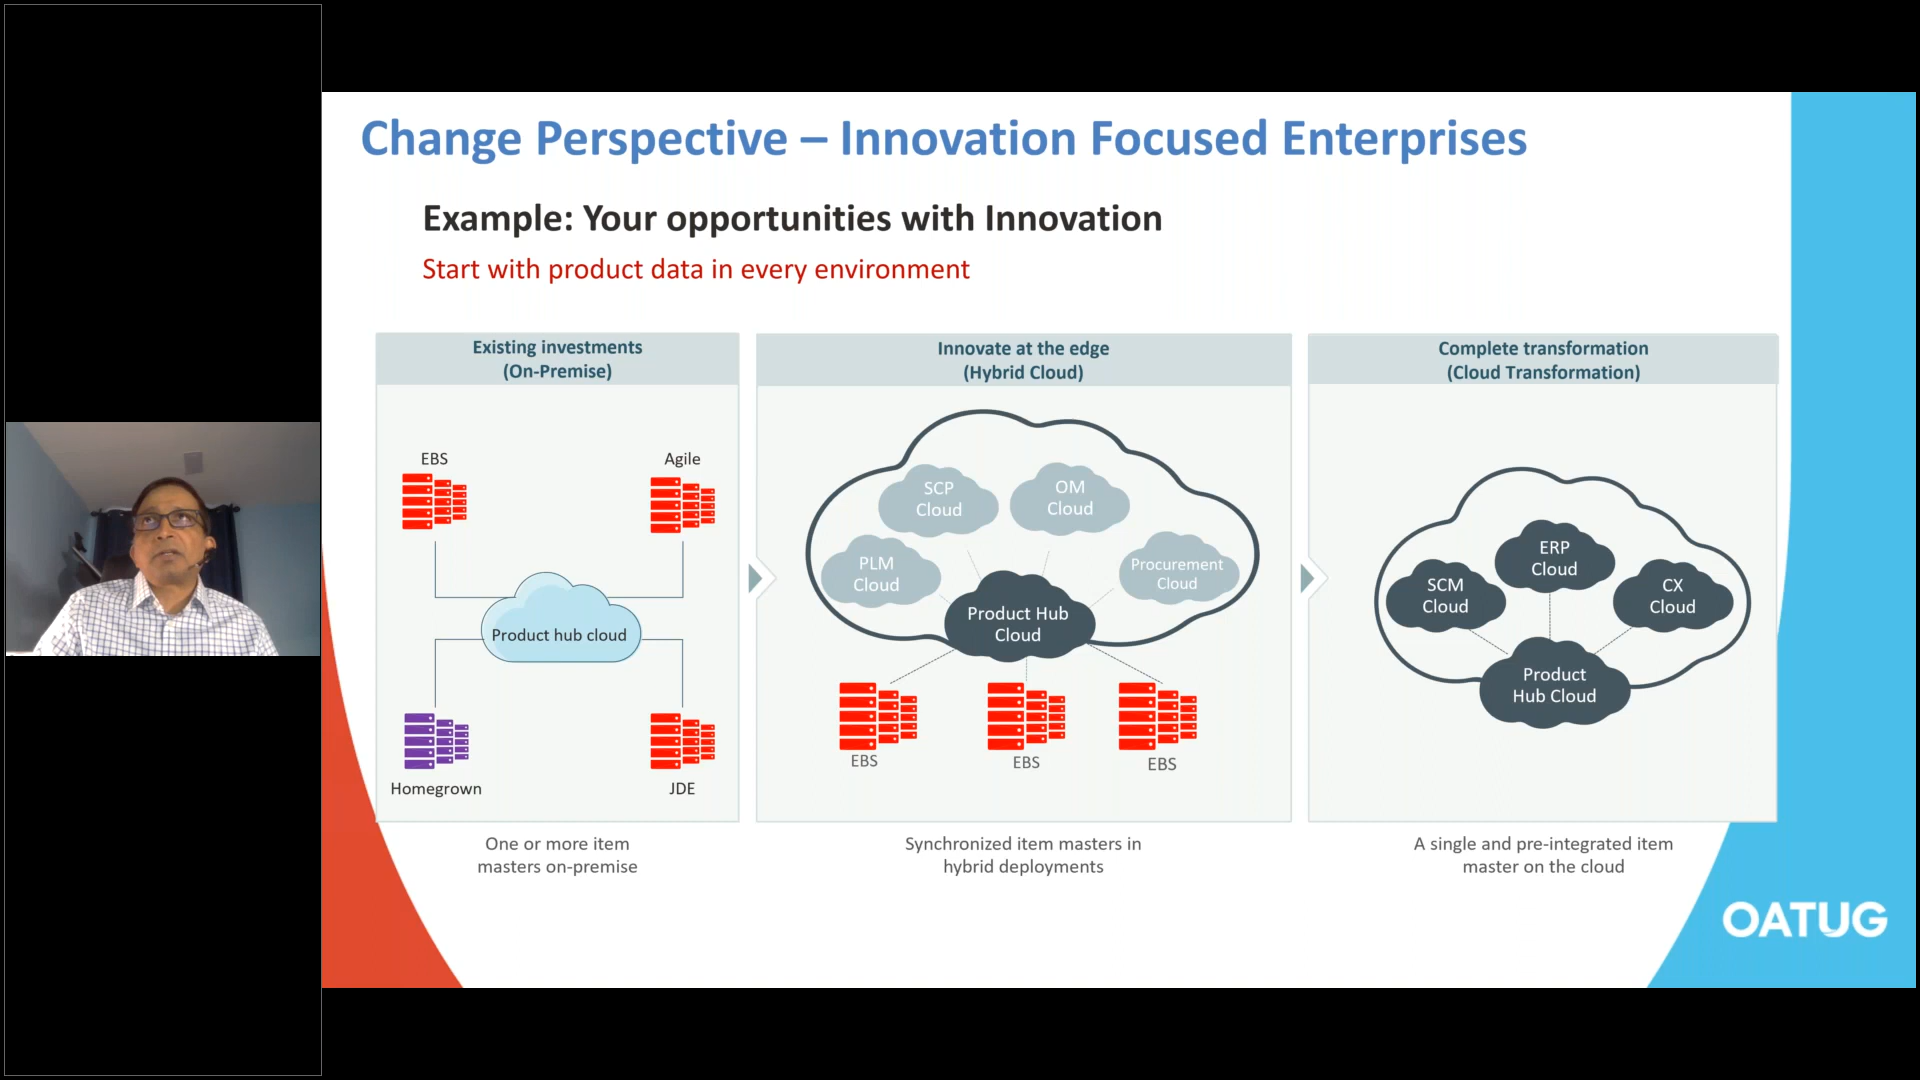 Change Perspective – Innovation Focused Enterprises
Example: Your opportunities with Innovation
Start with product data in every environment
Existing investments
(On-Premise)
EBS
Agile
Product hub cloud
Homegrown
JDE
One or more item
masters on-premise
Innovate at the edge
(Hybrid Cloud)
SCP
Cloud
OM
Cloud
PLM
Cloud
Procurement
Cloud
Product Hub
Cloud
EBS
EBS
EBS
Synchronized item masters in
hybrid deployments
Complete transformation
(Cloud Transformation)
ERP
Cloud
SCM
Cloud
CX
Cloud
Product
Hub Cloud
A single and pre-integrated item
master on the cloud
OATUG